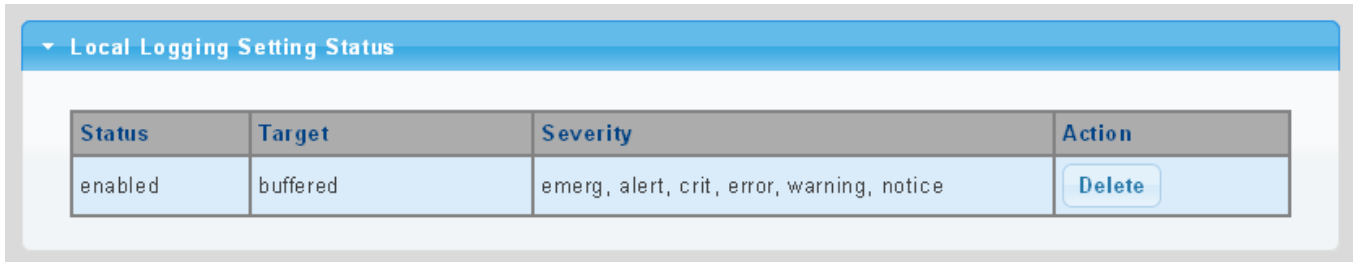 Local Logging Setting Status
Status Target Severity Action
enabled buffered emerg, alert, crit, error, warning, notice Delete